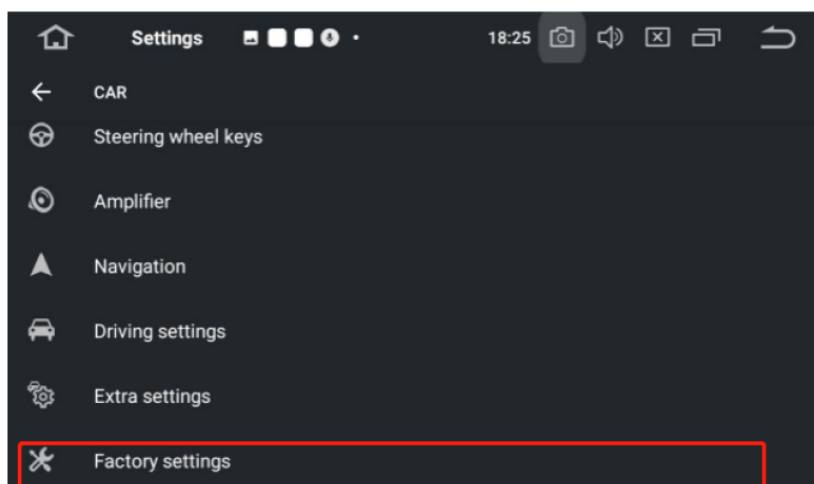 Settings
18:25
CAR
Steering wheel keys
Amplifier
Navigation
Driving settings
Extra settings
Factory settings